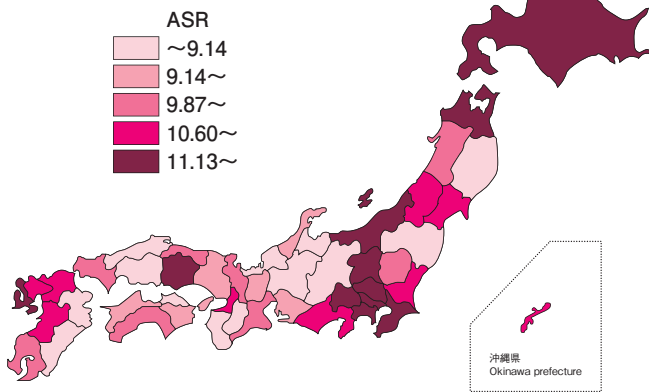 ASR
～9.14
9.14～
9.87～
10.60～
11.13～
沖縄県
Okinawa prefecture